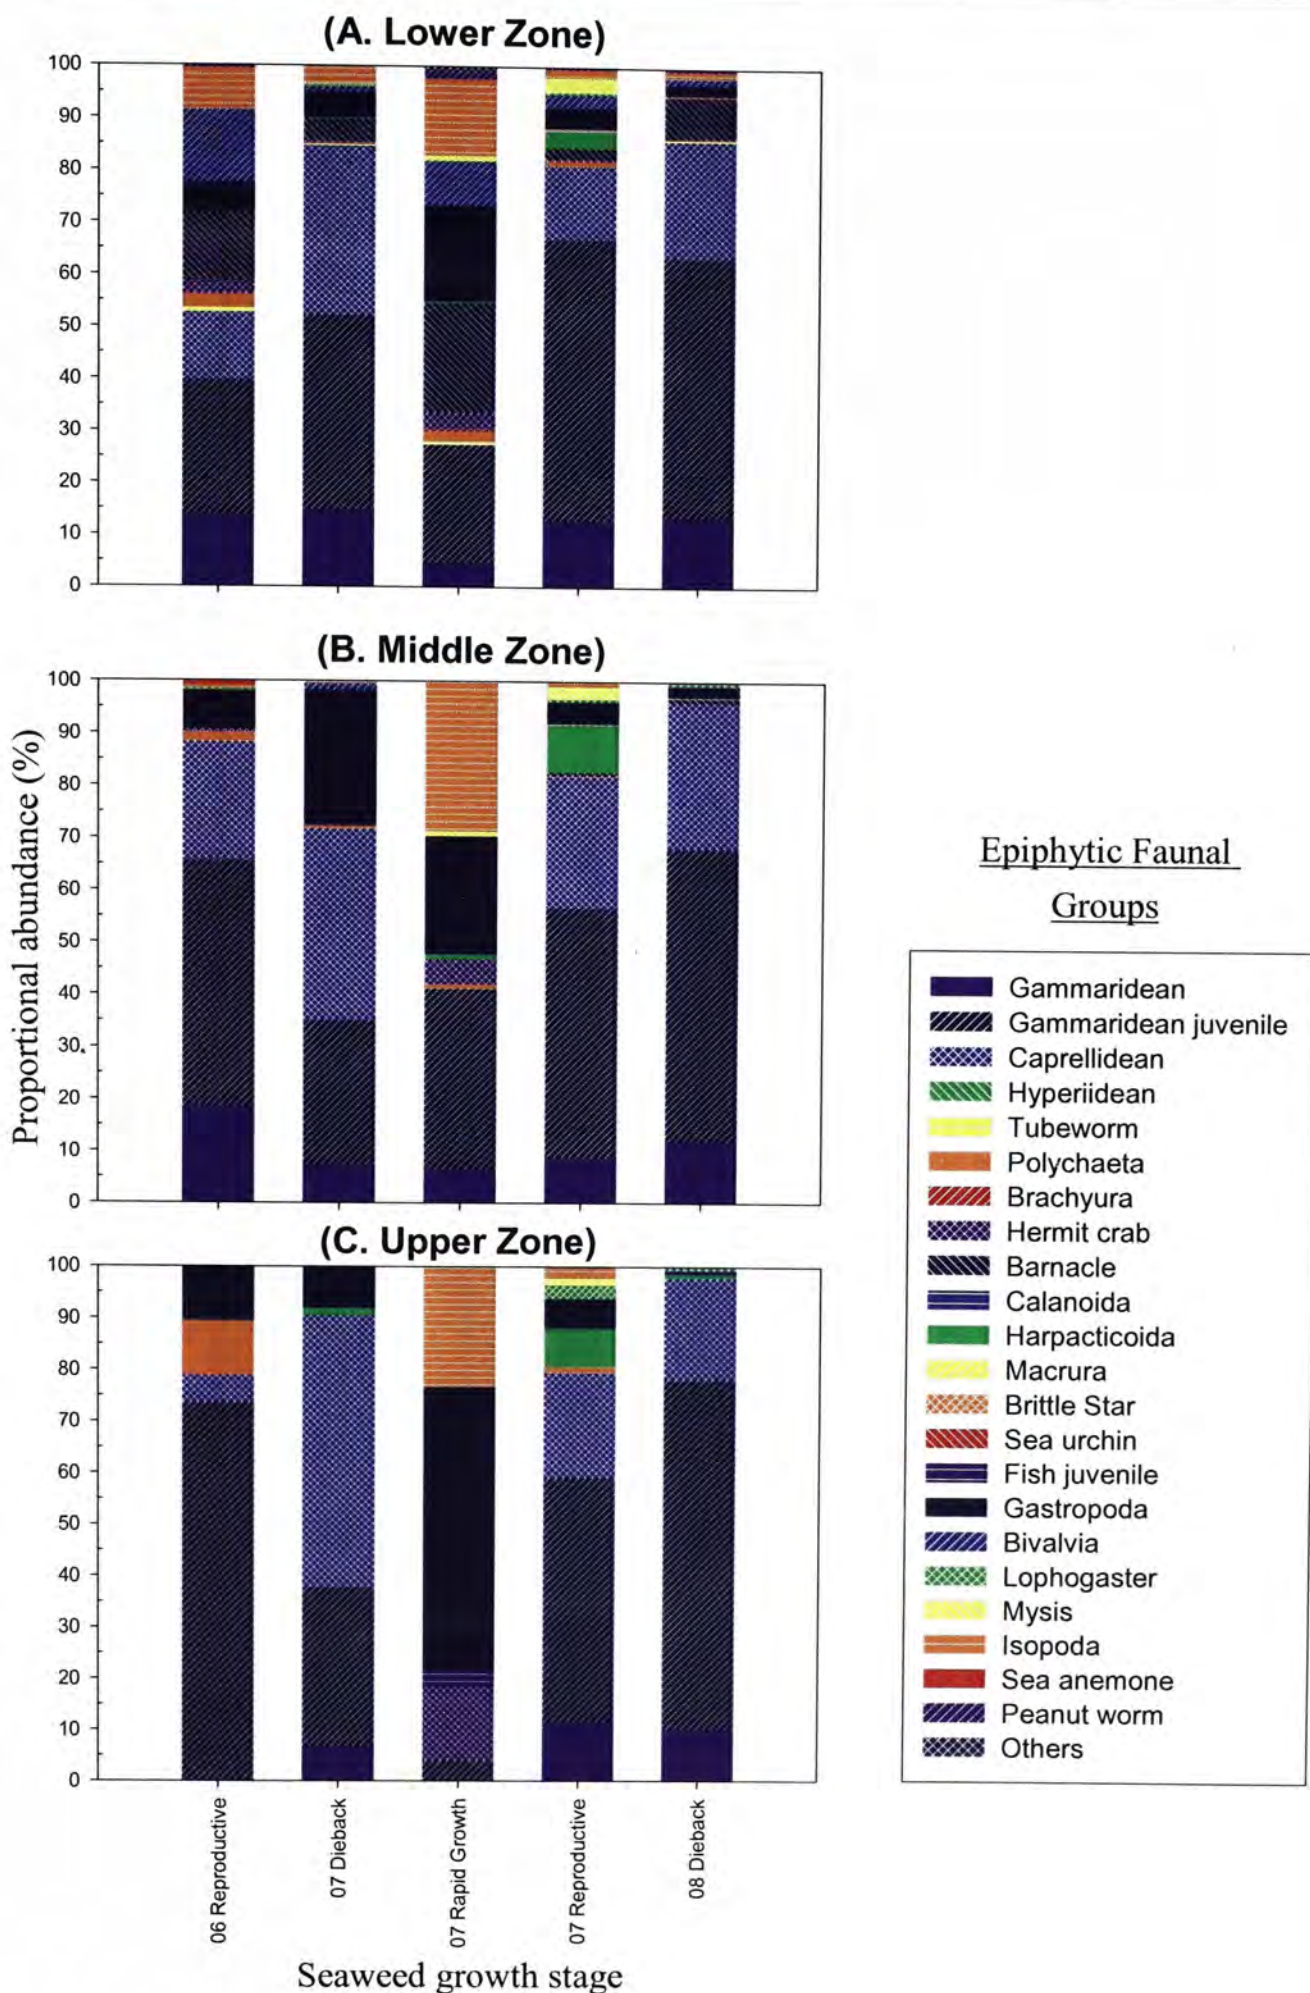 (A. Lower Zone)
100
90
80
70
60
50
40
30
20
10
0
(B. Middle Zone)
100
90
80
70
60
50
40
30
20
10
0
(C. Upper Zone)
100
90
80
70
60
50
40
30
20
10
0
Proportional abundance (%)
06 Reproductive
07 Dieback
07 Rapid Growth
07 Reproductive
08 Dieback
Seaweed growth stage
Epiphytic Faunal
Groups
Gammaridean
Gammaridean juvenile
Caprellidean
Hyperiidean
Tubeworm
Polychaeta
Brachyura
Hermit crab
Barnacle
Calanoida
Harpacticoida
Macrura
Brittle Star
Sea urchin
Fish juvenile
Gastropoda
Bivalvia
Lophogaster
Mysis
Isopoda
Sea anemone
Peanut worm
Others